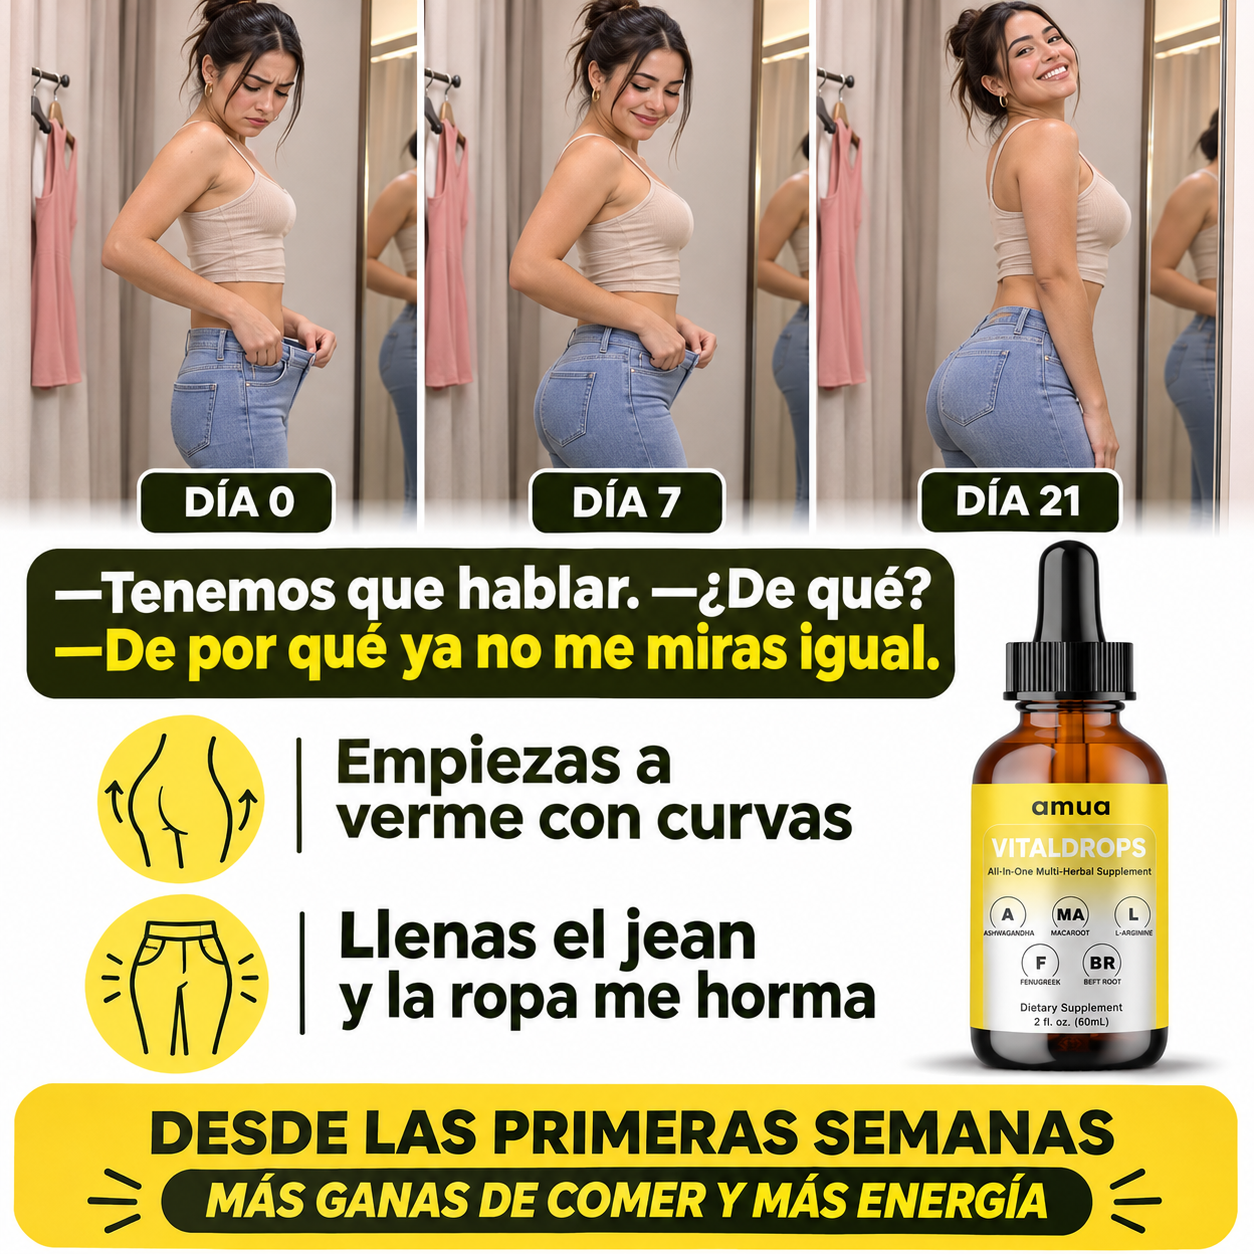 DÍA 0
DÍA 7
DÍA 21
—Tenemos que hablar. —¿De qué?
—De por qué ya no me miras igual.
Empiezas a
verme con curvas
Llenas el jean
y la ropa me horma
amua
VITALDROPS
All-In-One Multi-Herbal Supplement
A MA L
ASHWAGANDHA MACAROOT L-ARGININE
F BR
FENUGREEK BEFT ROOT
Dietary Supplement
2 fl. oz. (60mL)
DESDE LAS PRIMERAS SEMANAS
MÁS GANAS DE COMER Y MÁS ENERGÍA